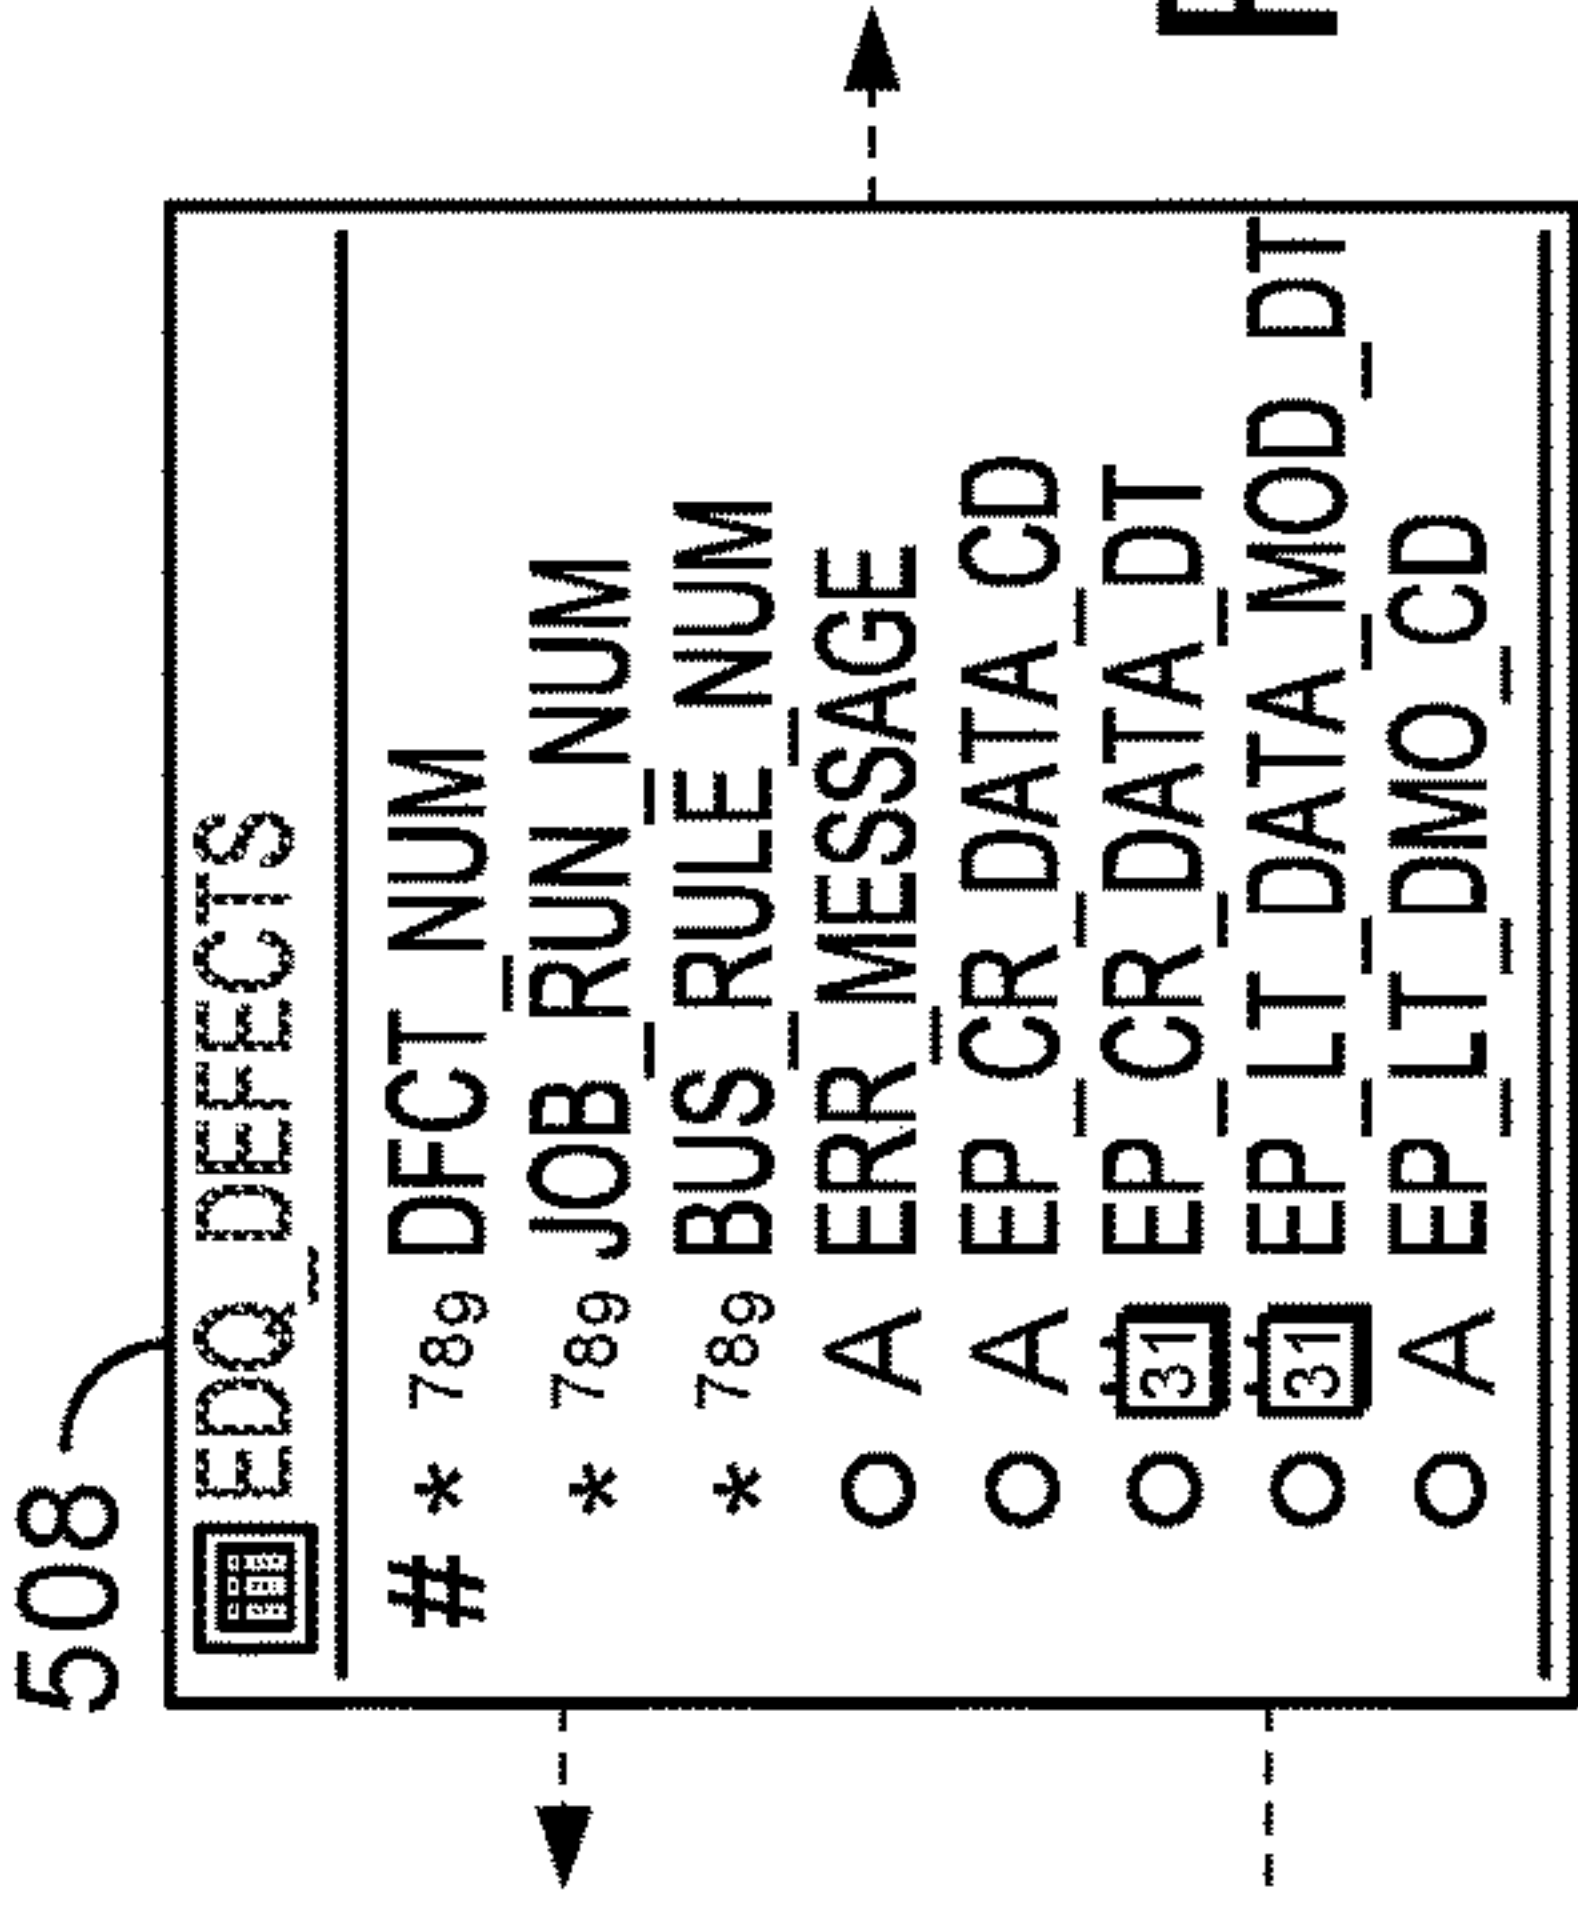 508
EDQ_DEFECTS
# * 789 DFCT_NUM
* 789 JOB_RUN_NUM
* 789 BUS_RULE_NUM
O A ERR_MESSAGE
O A EP_CR_DATA_CD
O 31 EP_CR_DATA_DT
O 31 EP_LT_DATA_MOD_DT
O A EP_LT_DMO_CD